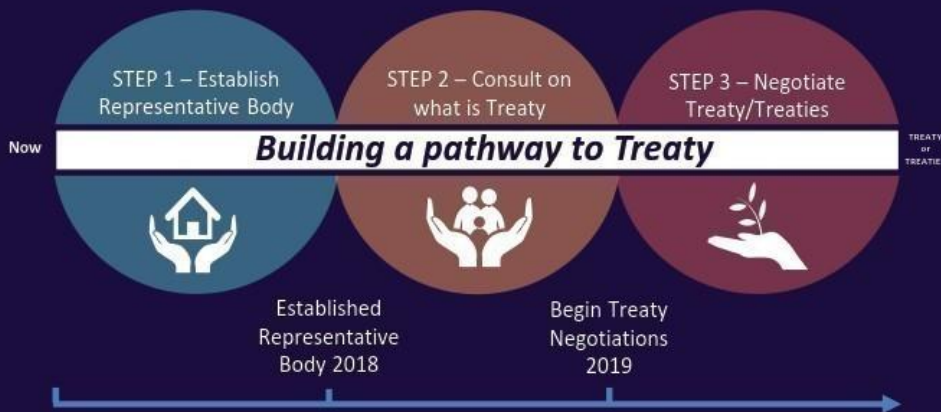 STEP 1 – Establish
Representative Body
STEP 2 – Consult on
what is Treaty
STEP 3 – Negotiate
Treaty/Treaties
Now
Building a pathway to Treaty
TREATY
or
TREATIE
Established
Representative
Body 2018
Begin Treaty
Negotiations
2019